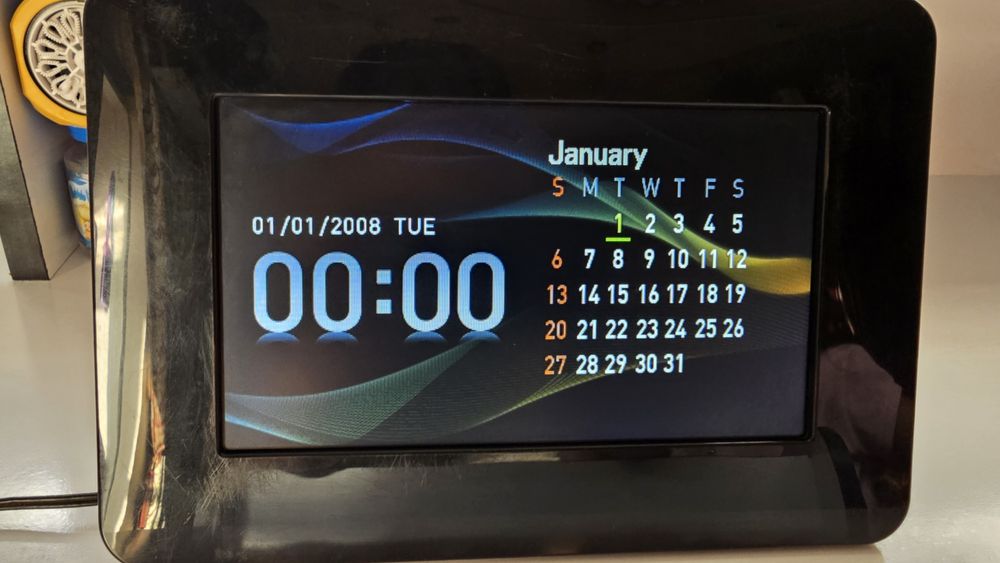 01/01/2008 TUE
00:00
January
S M T W T F S
1 2 3 4 5
6 7 8 9 10 11 12
13 14 15 16 17 18 19
20 21 22 23 24 25 26
27 28 29 30 31